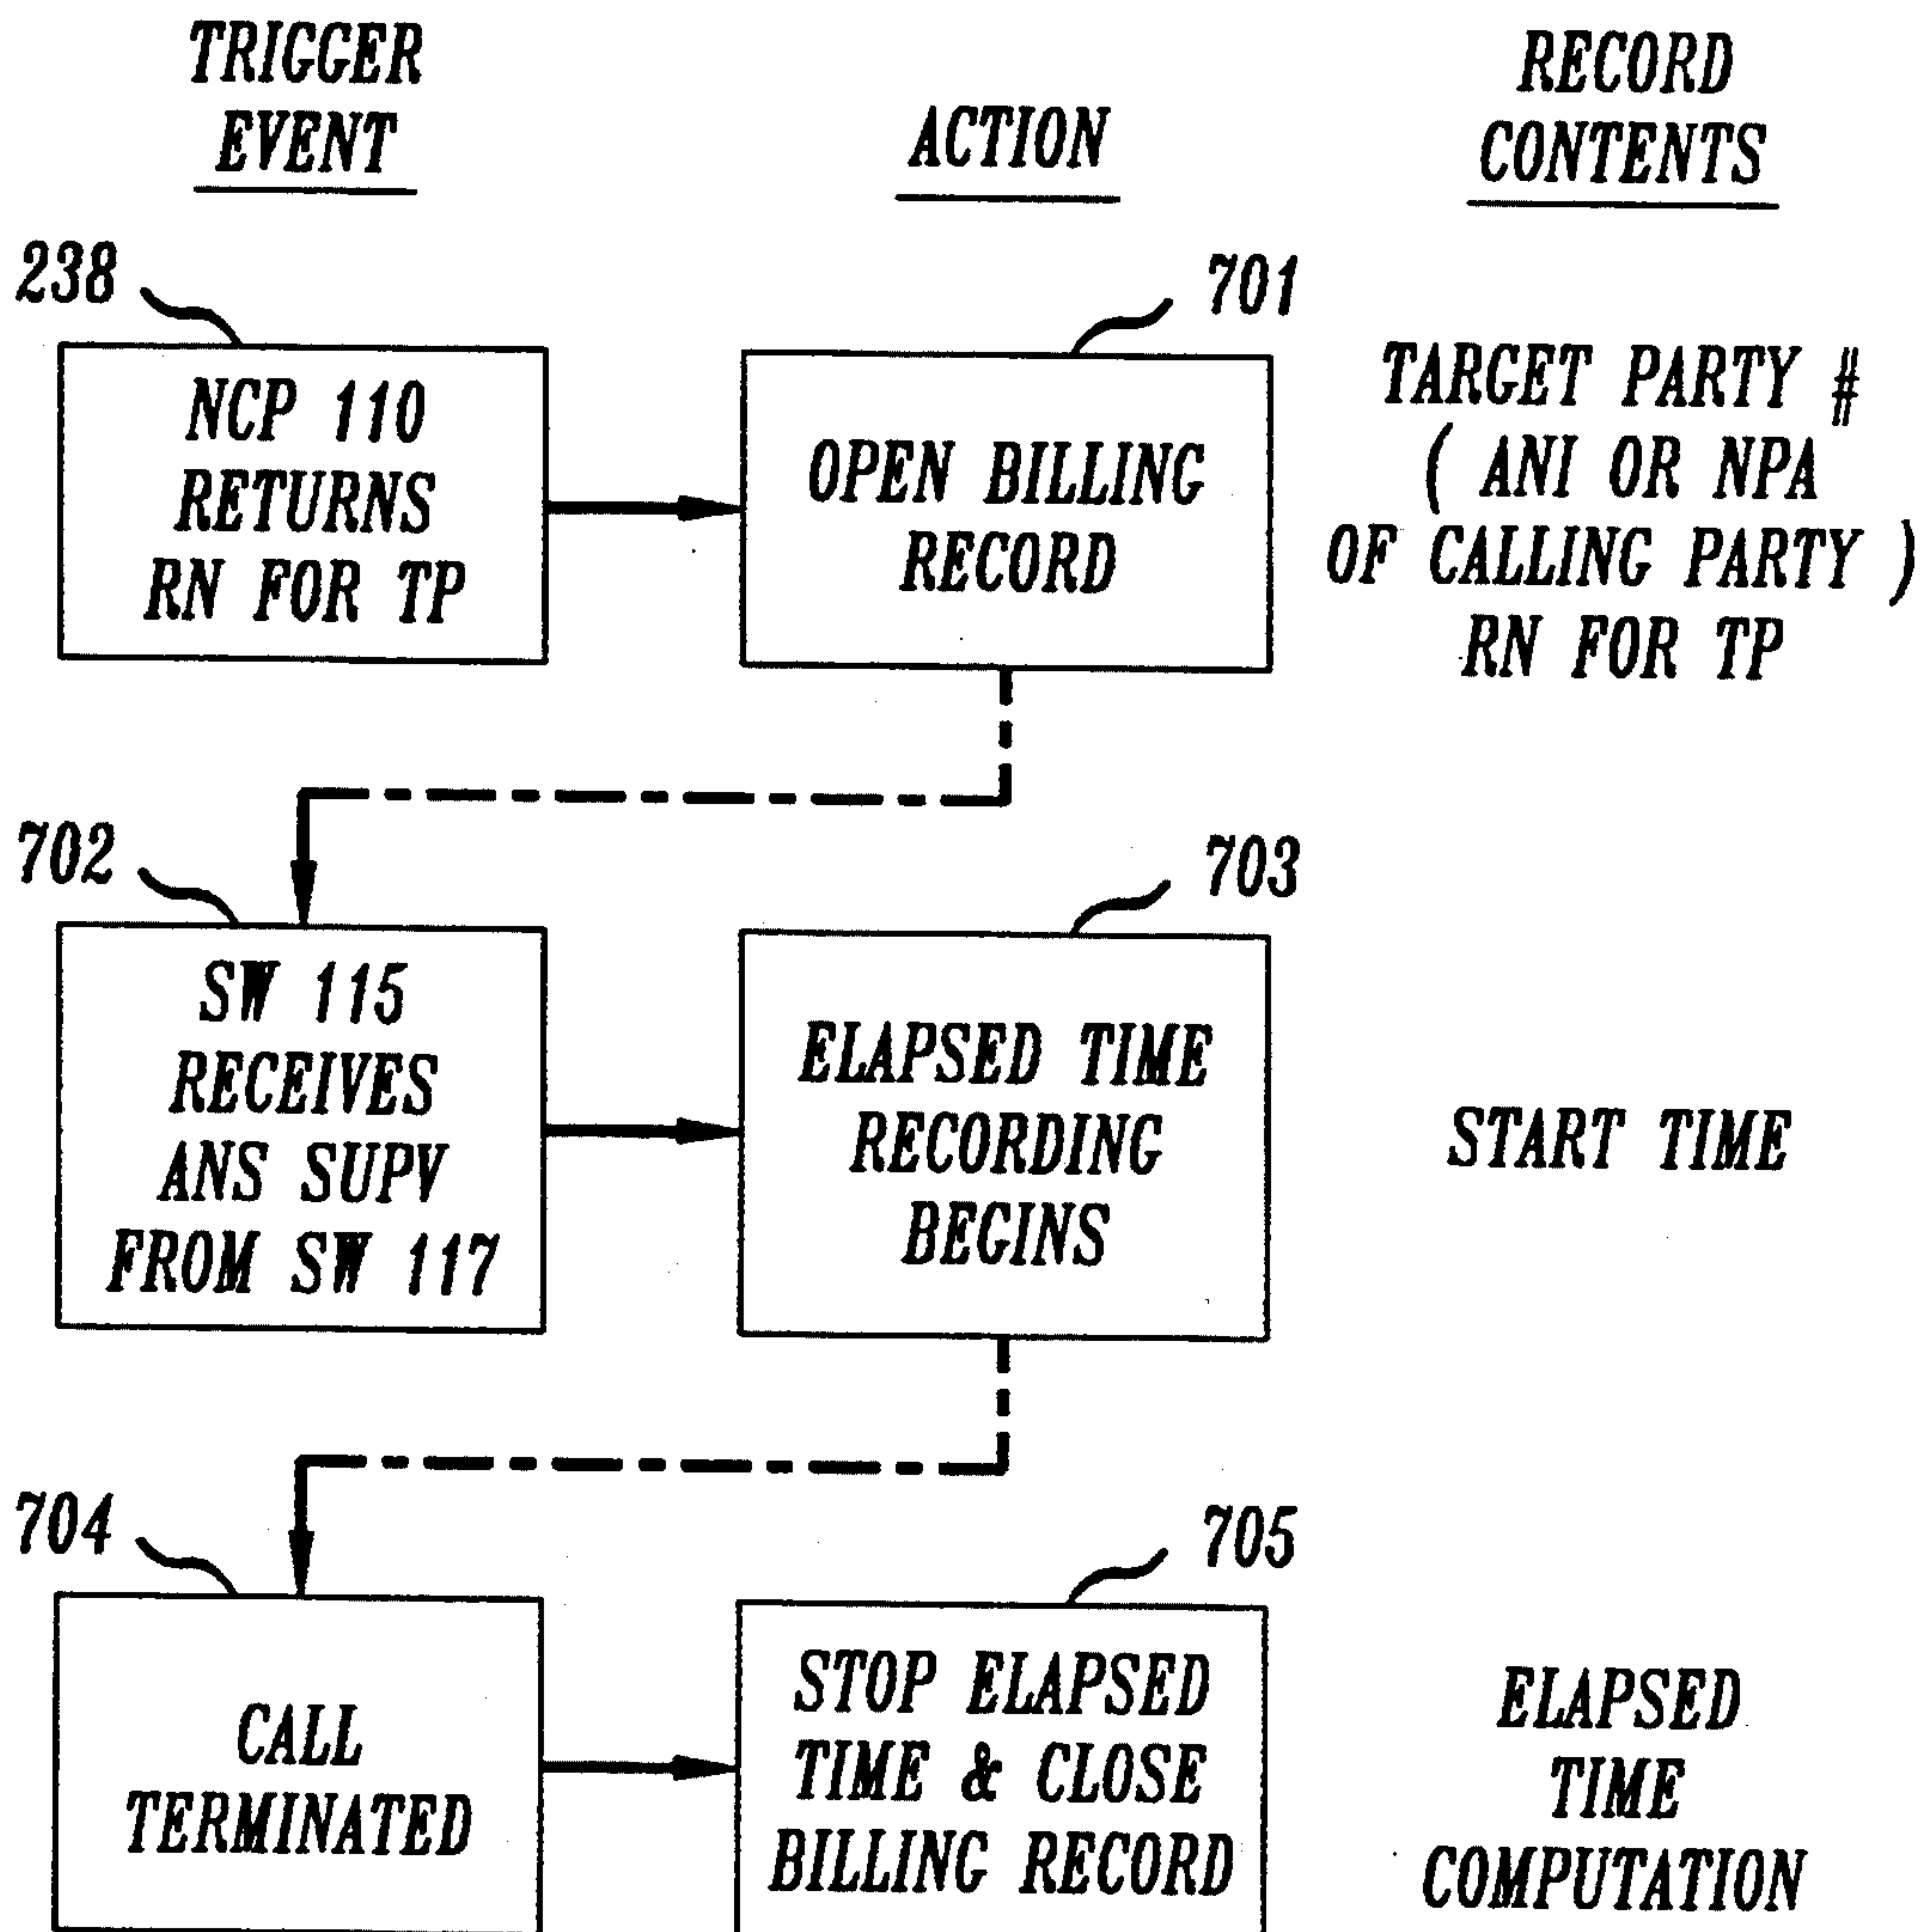 TRIGGER
EVENT
ACTION
RECORD
CONTENTS
238
NCP 110
RETURNS
RN FOR TP
701
OPEN BILLING
RECORD
TARGET PARTY #
( ANI OR NPA
OF CALLING PARTY )
RN FOR TP
702
SW 115
RECEIVES
ANS SUPV
FROM SW 117
703
ELAPSED TIME
RECORDING
BEGINS
START TIME
704
CALL
TERMINATED
705
STOP ELAPSED
TIME & CLOSE
BILLING RECORD
ELAPSED
TIME
COMPUTATION